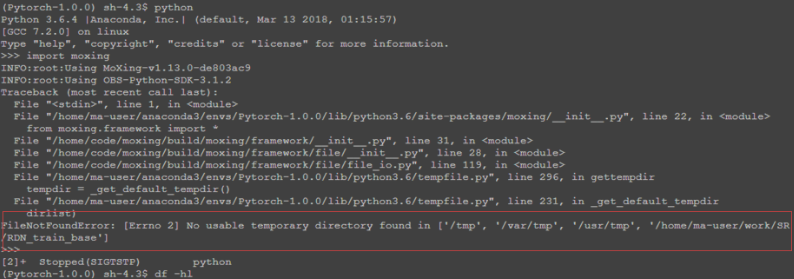 (Pytorch-1.0.0) sh-4.3$ python
Python 3.6.4 |Anaconda, Inc.| (default, Mar 13 2018, 01:15:57)
[GCC 7.2.0] on linux
Type "help", "copyright", "credits" or "license" for more information.
>>> import moxing
INFO:root:Using MoXing-v1.13.0-de803ac9
INFO:root:Using OBS-Python-SDK-3.1.2
Traceback (most recent call last):
  File "<stdin>", line 1, in <module>
  File "/home/ma-user/anaconda3/envs/Pytorch-1.0.0/lib/python3.6/site-packages/moxing/__init__.py", line 22, in <module>
    from moxing.framework import *
  File "/home/code/moxing/build/moxing/framework/__init__.py", line 31, in <module>
  File "/home/code/moxing/build/moxing/framework/file/__init__.py", line 28, in <module>
  File "/home/code/moxing/build/moxing/framework/file/file_io.py", line 119, in <module>
  File "/home/ma-user/anaconda3/envs/Pytorch-1.0.0/lib/python3.6/tempfile.py", line 296, in gettempdir
    tempdir = _get_default_tempdir()
  File "/home/ma-user/anaconda3/envs/Pytorch-1.0.0/lib/python3.6/tempfile.py", line 231, in _get_default_tempdir
    dirlist)
FileNotFoundError: [Errno 2] No usable temporary directory found in ['/tmp', '/var/tmp', '/usr/tmp', '/home/ma-user/work/SR
/RDN_train_base']
>>>
[2]+  Stopped(SIGTSTP)        python
(Pytorch-1.0.0) sh-4.3$ df -hl